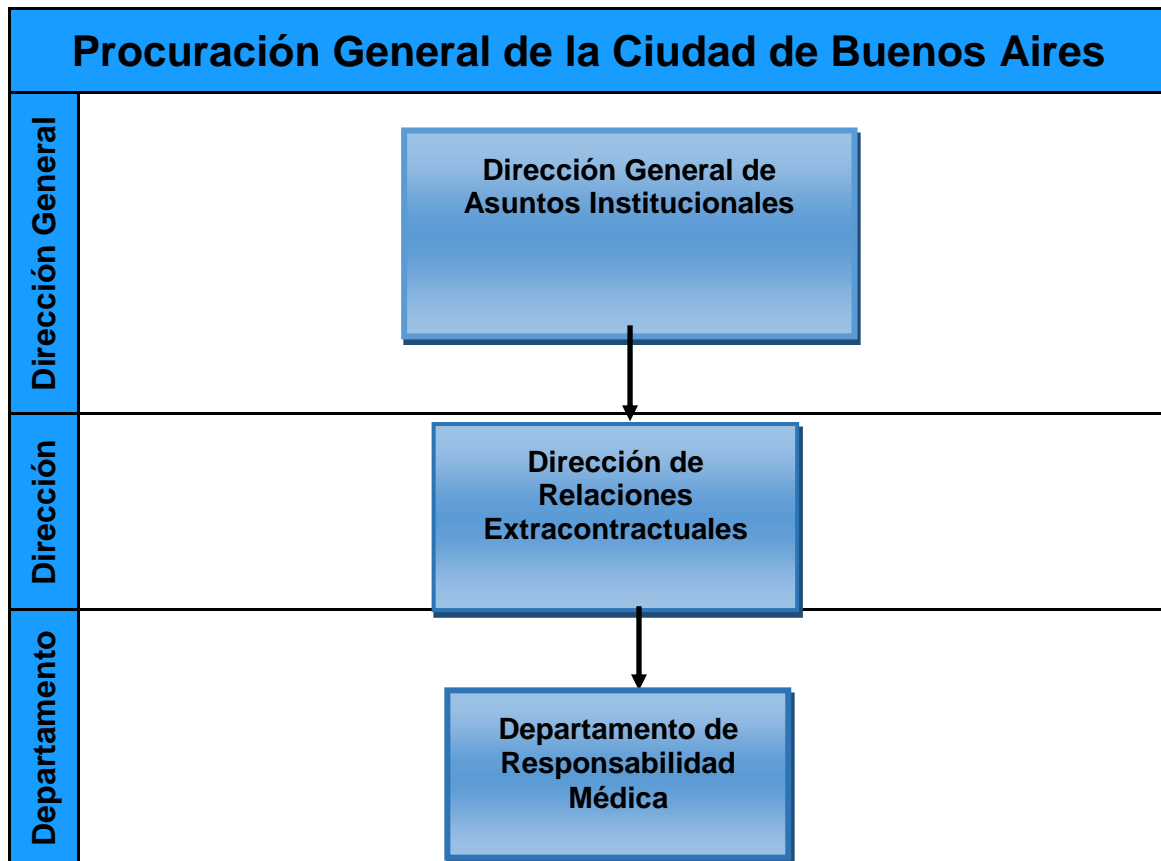 Procuración General de la Ciudad de Buenos Aires
Dirección General
Dirección General de
Asuntos Institucionales
Dirección
Dirección de
Relaciones
Extracontractuales
Departamento
Departamento de
Responsabilidad
Médica